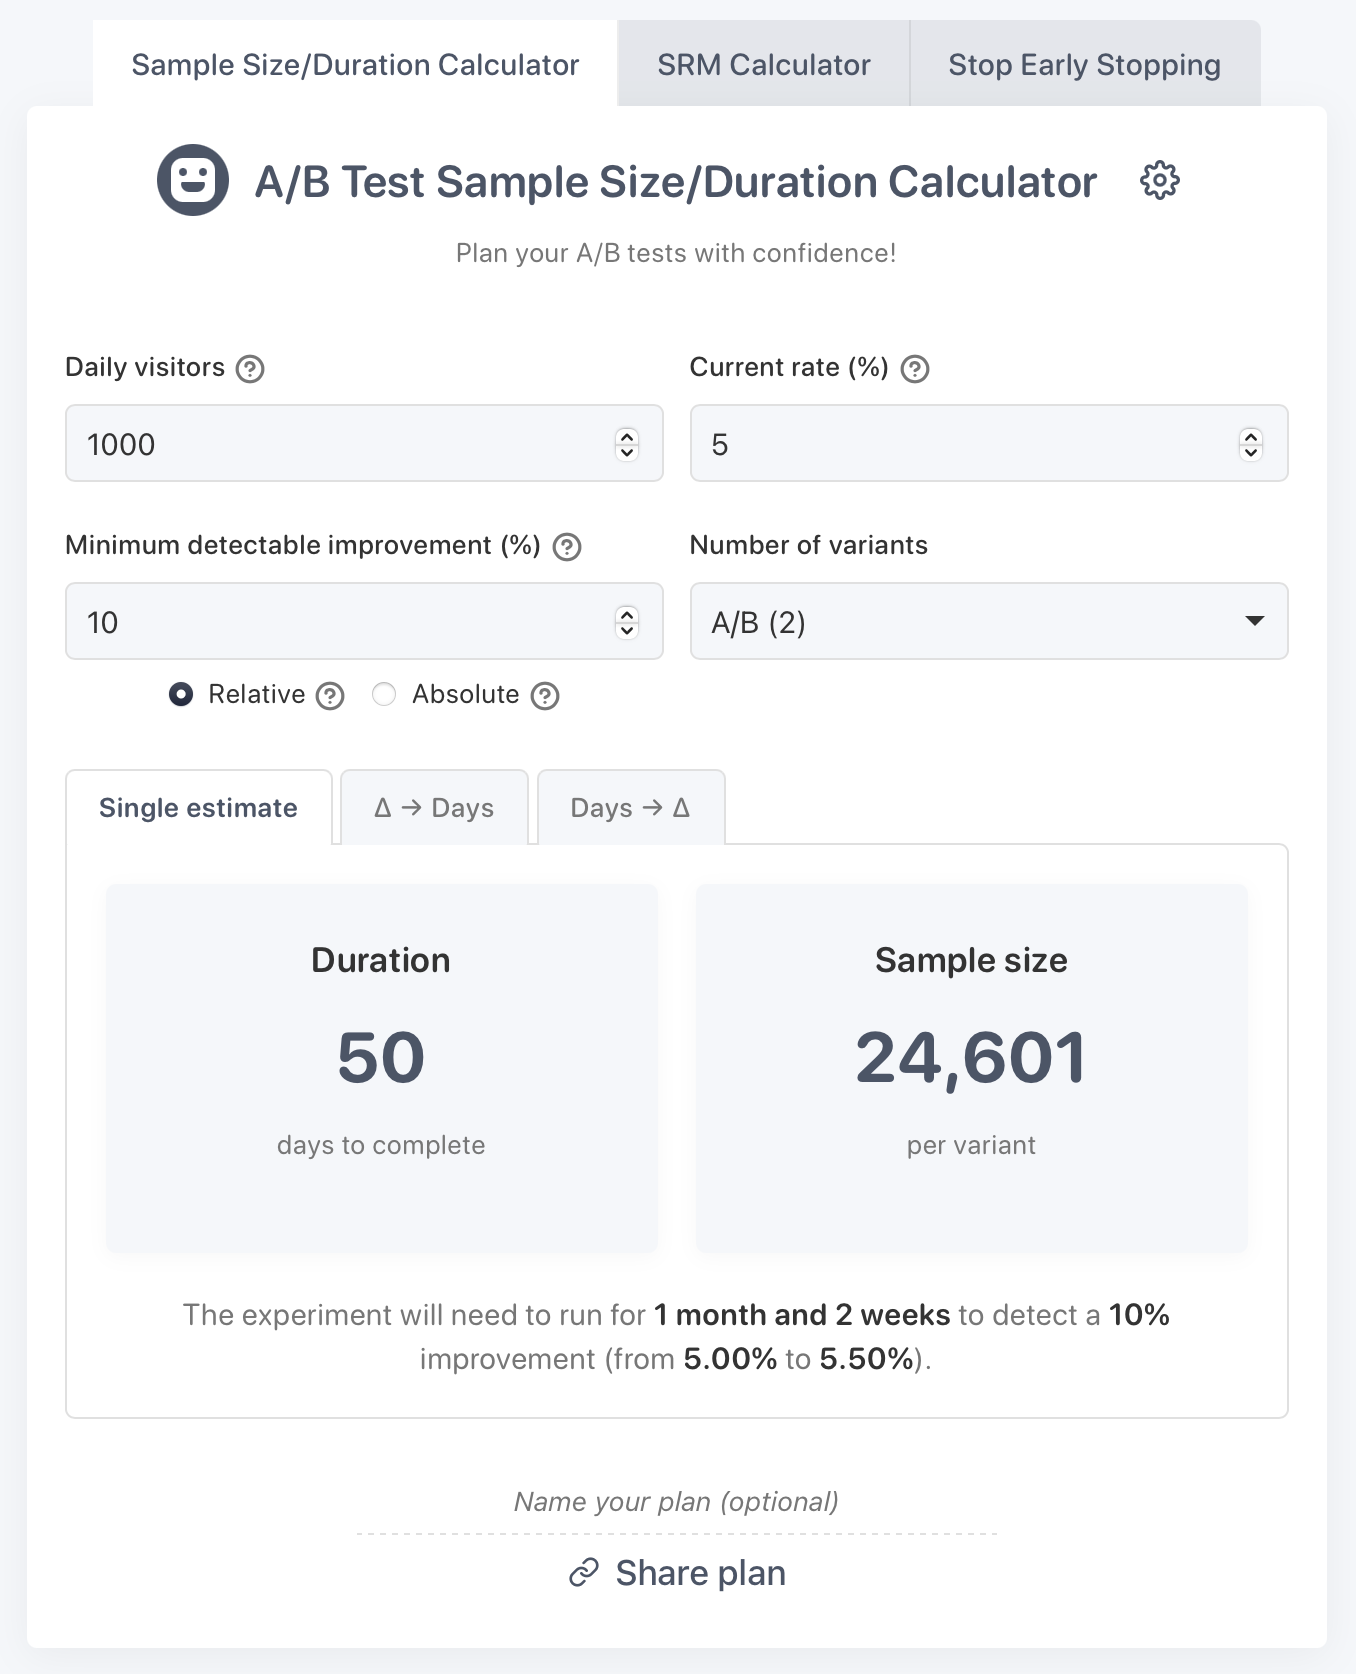 Sample Size/Duration Calculator
SRM Calculator
Stop Early Stopping
A/B Test Sample Size/Duration Calculator
Plan your A/B tests with confidence!
Daily visitors ?
Current rate (%) ?
1000
5
Minimum detectable improvement (%) ?
Number of variants
10
A/B (2)
Relative ?
Absolute ?
Single estimate
Δ → Days
Days → Δ
Duration
Sample size
50
24,601
days to complete
per variant
The experiment will need to run for 1 month and 2 weeks to detect a 10%
improvement (from 5.00% to 5.50%).
Name your plan (optional)
Share plan